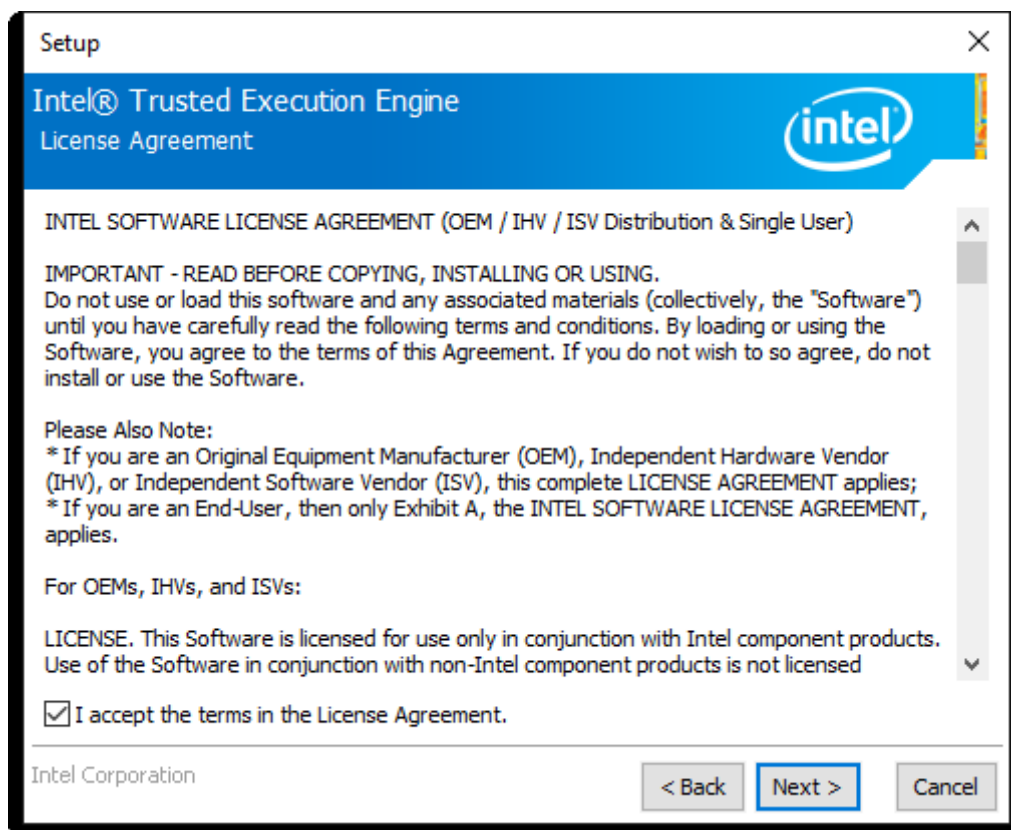 Setup
Intel® Trusted Execution Engine
License Agreement
intel
INTEL SOFTWARE LICENSE AGREEMENT (OEM / IHV / ISV Distribution & Single User)
IMPORTANT - READ BEFORE COPYING, INSTALLING OR USING.
Do not use or load this software and any associated materials (collectively, the "Software")
until you have carefully read the following terms and conditions. By loading or using the
Software, you agree to the terms of this Agreement. If you do not wish to so agree, do not
install or use the Software.
Please Also Note:
* If you are an Original Equipment Manufacturer (OEM), Independent Hardware Vendor
(IHV), or Independent Software Vendor (ISV), this complete LICENSE AGREEMENT applies;
* If you are an End-User, then only Exhibit A, the INTEL SOFTWARE LICENSE AGREEMENT,
applies.
For OEMs, IHVs, and ISVs:
LICENSE. This Software is licensed for use only in conjunction with Intel component products.
Use of the Software in conjunction with non-Intel component products is not licensed
I accept the terms in the License Agreement.
Intel Corporation
< Back
Next >
Cancel